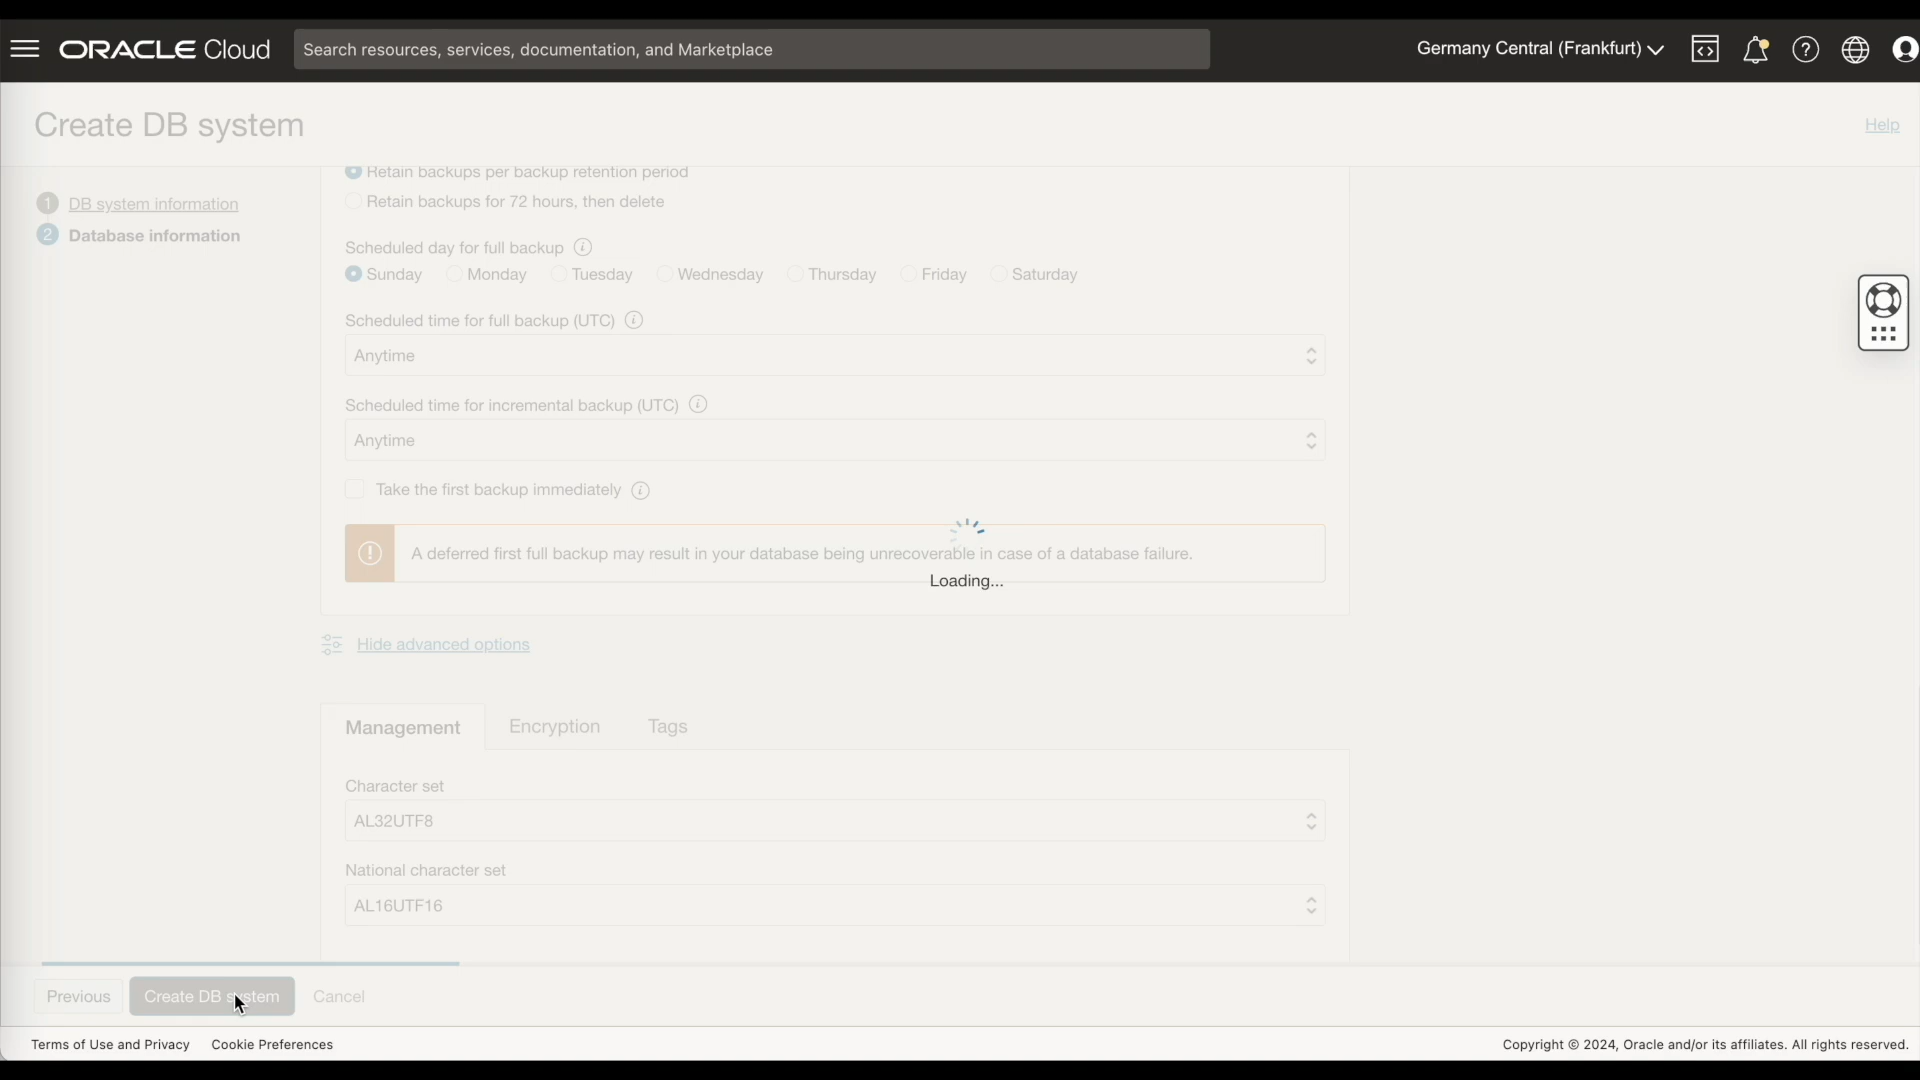 ORACLE Cloud
Search resources, services, documentation, and Marketplace
Germany Central (Frankfurt)
Create DB system
Help
1 DB system information
2 Database information
Retain backups per backup retention period
Retain backups for 72 hours, then delete
Scheduled day for full backup
Sunday Monday Tuesday Wednesday Thursday Friday Saturday
Scheduled time for full backup (UTC)
Anytime
Scheduled time for incremental backup (UTC)
Anytime
Take the first backup immediately
A deferred first full backup may result in your database being unrecoverable in case of a database failure.
Loading...
Hide advanced options
Management Encryption Tags
Character set
AL32UTF8
National character set
AL16UTF16
Previous Create DB system Cancel
Terms of Use and Privacy Cookie Preferences
Copyright © 2024, Oracle and/or its affiliates. All rights reserved.